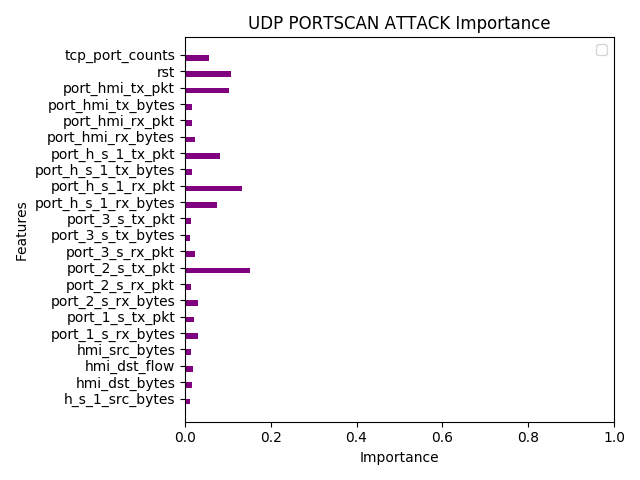 UDP PORTSCAN ATTACK Importance
tcp_port_counts
rst
port_hmi_tx_pkt
port_hmi_tx_bytes
port_hmi_rx_pkt
port_hmi_rx_bytes
port_h_s_1_tx_pkt
port_h_s_1_tx_bytes
port_h_s_1_rx_pkt
port_h_s_1_rx_bytes
port_3_s_tx_pkt
port_3_s_tx_bytes
port_3_s_rx_pkt
port_2_s_tx_pkt
port_2_s_rx_pkt
port_2_s_rx_bytes
port_1_s_tx_pkt
port_1_s_rx_bytes
hmi_src_bytes
hmi_dst_flow
hmi_dst_bytes
h_s_1_src_bytes
Features
0.0 0.2 0.4 0.6 0.8 1.0
Importance